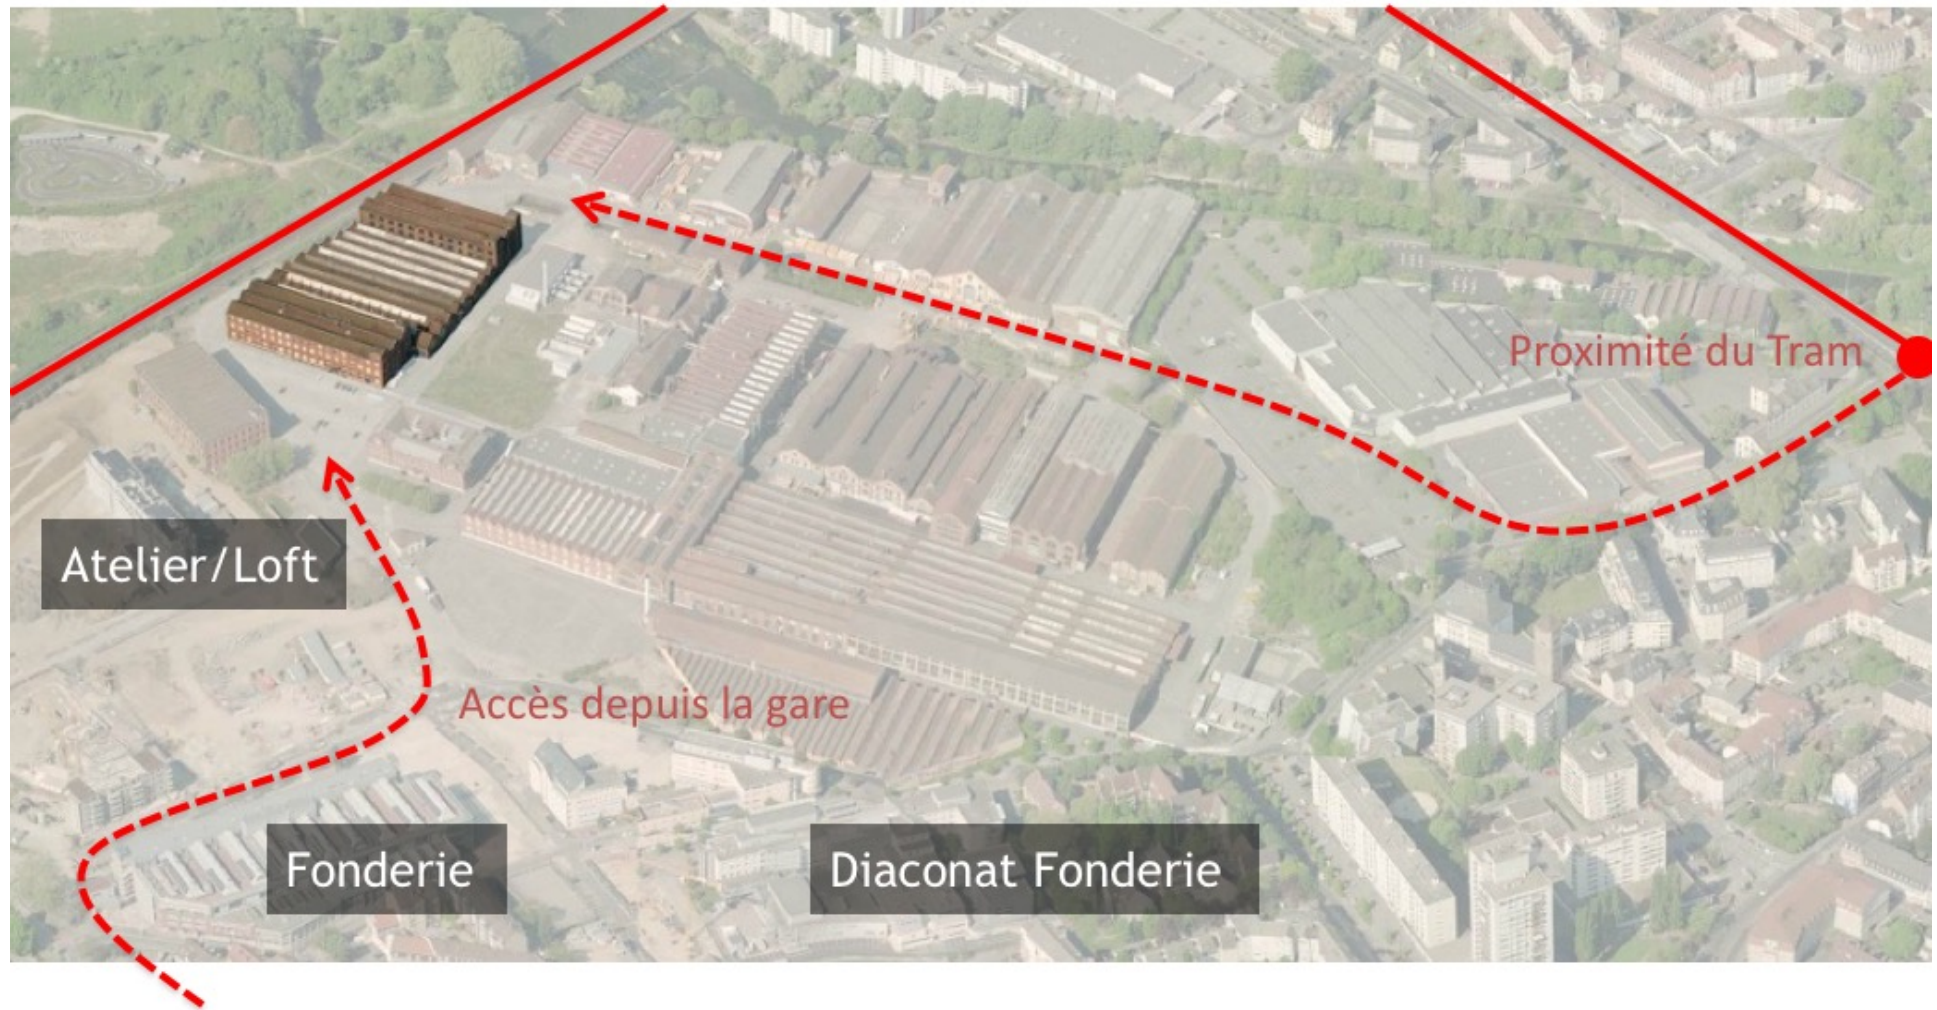 Proximité du Tram
Atelier/Loft
Accès depuis la gare
Fonderie
Diaconat Fonderie